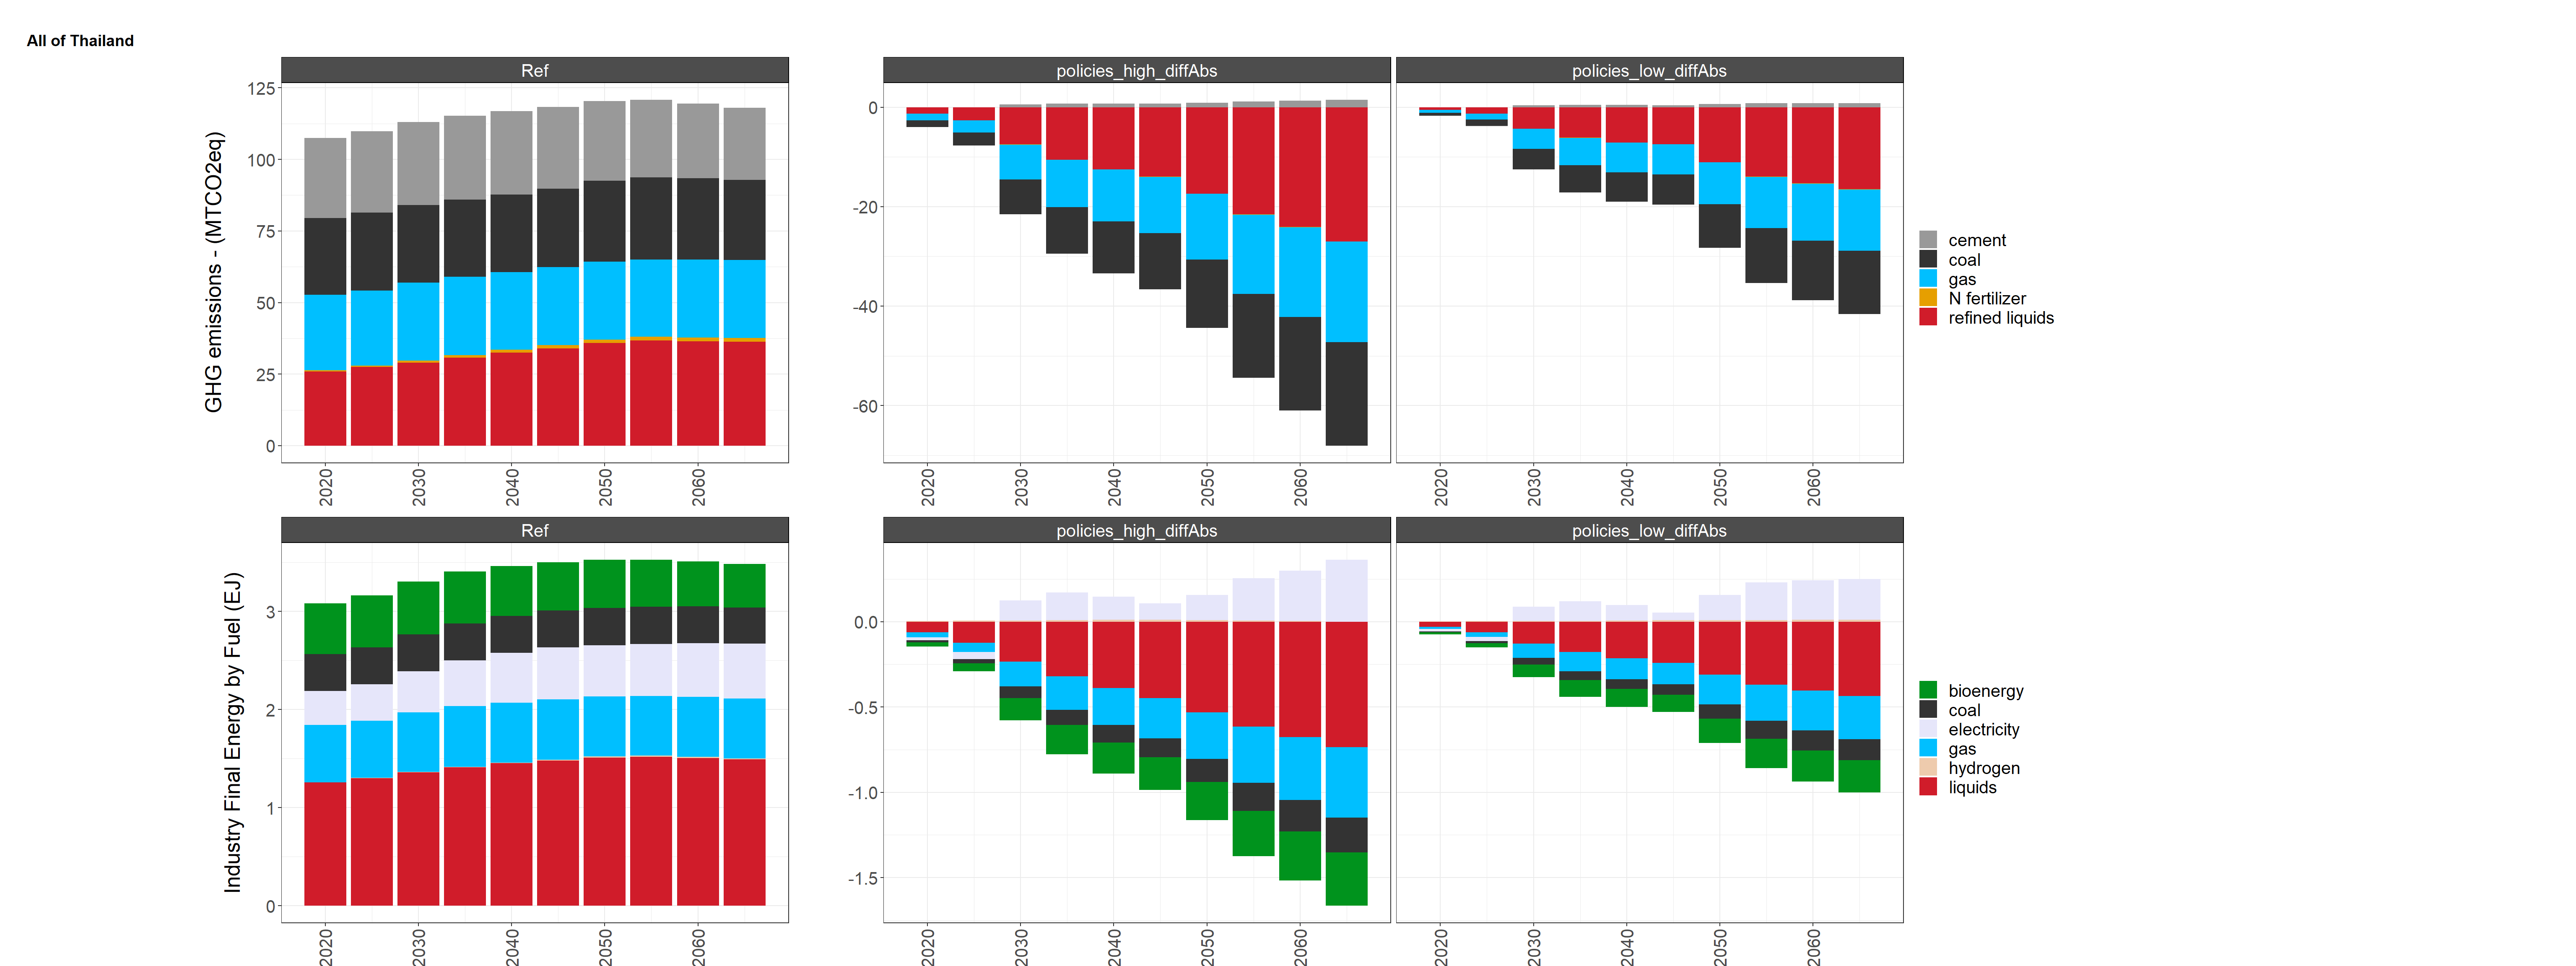 All of Thailand
Ref
policies_high_diffAbs
policies_low_diffAbs
GHG emissions - (MTCO2eq)
125
100
75
50
25
0
0
-20
-40
-60
2020
2030
2040
2050
2060
2020
2030
2040
2050
2060
2020
2030
2040
2050
2060
cement
coal
gas
N fertilizer
refined liquids
Ref
policies_high_diffAbs
policies_low_diffAbs
Industry Final Energy by Fuel (EJ)
3
2
1
0
0.0
-0.5
-1.0
-1.5
2020
2030
2040
2050
2060
2020
2030
2040
2050
2060
2020
2030
2040
2050
2060
bioenergy
coal
electricity
gas
hydrogen
liquids